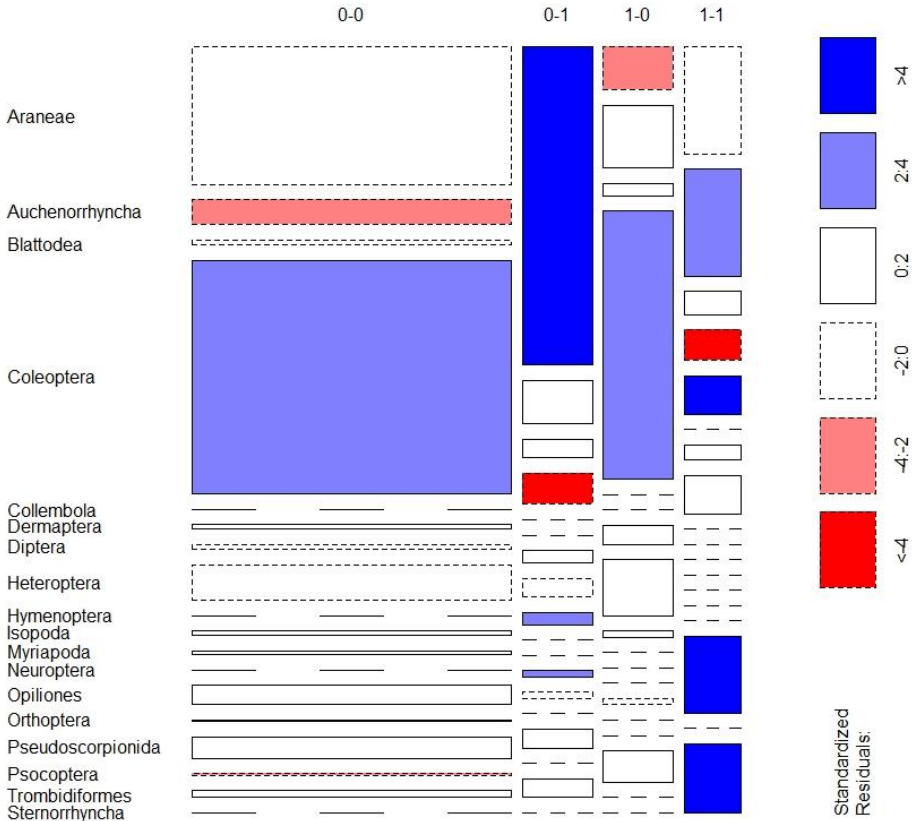 0-0 0-1 1-0 1-1
Araneae
Auchenorrhyncha
Blattodea
Coleoptera
Collembola
Dermaptera
Diptera
Heteroptera
Hymenoptera
Isopoda
Myriapoda
Neuroptera
Opiliones
Orthoptera
Pseudoscorpionida
Psocoptera
Trombidiformes
Sternorrhyncha
>4
2:4
0:2
-2:0
-4:-2
<-4
Standardized
Residuals: